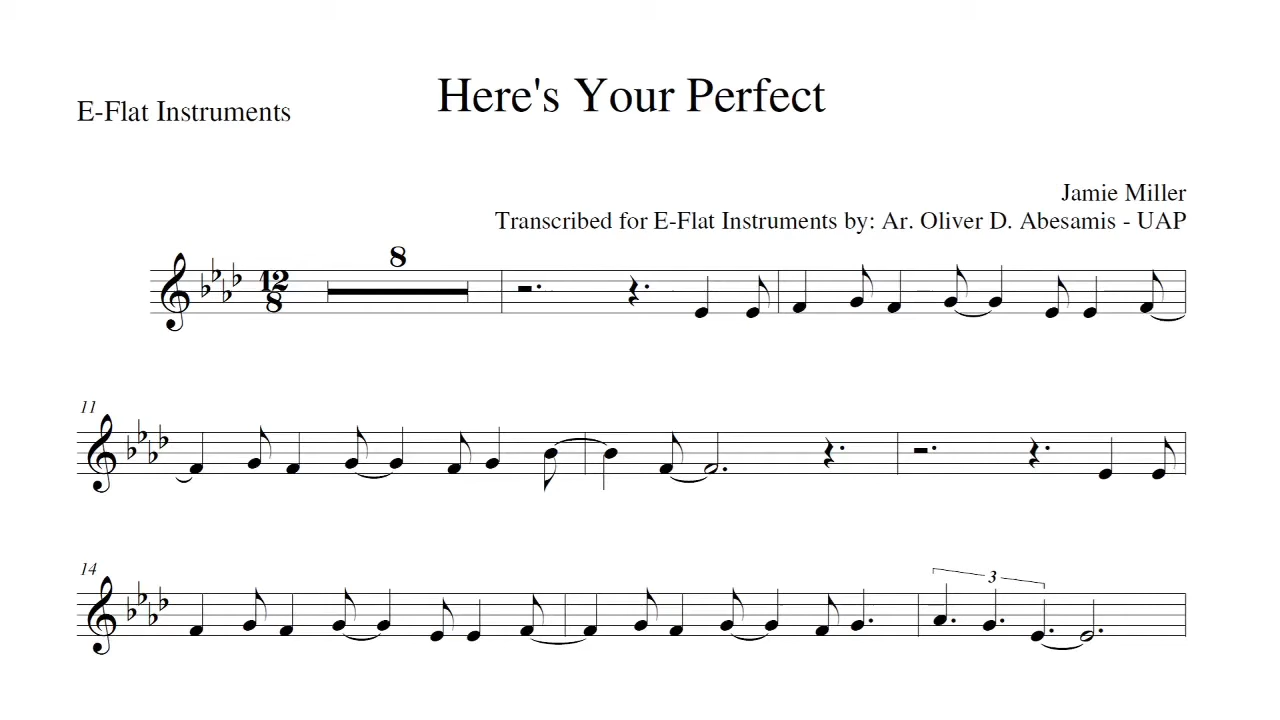 Here's Your Perfect
E-Flat Instruments
Jamie Miller
Transcribed for E-Flat Instruments by: Ar. Oliver D. Abesamis - UAP
8
12
8
11
14
3